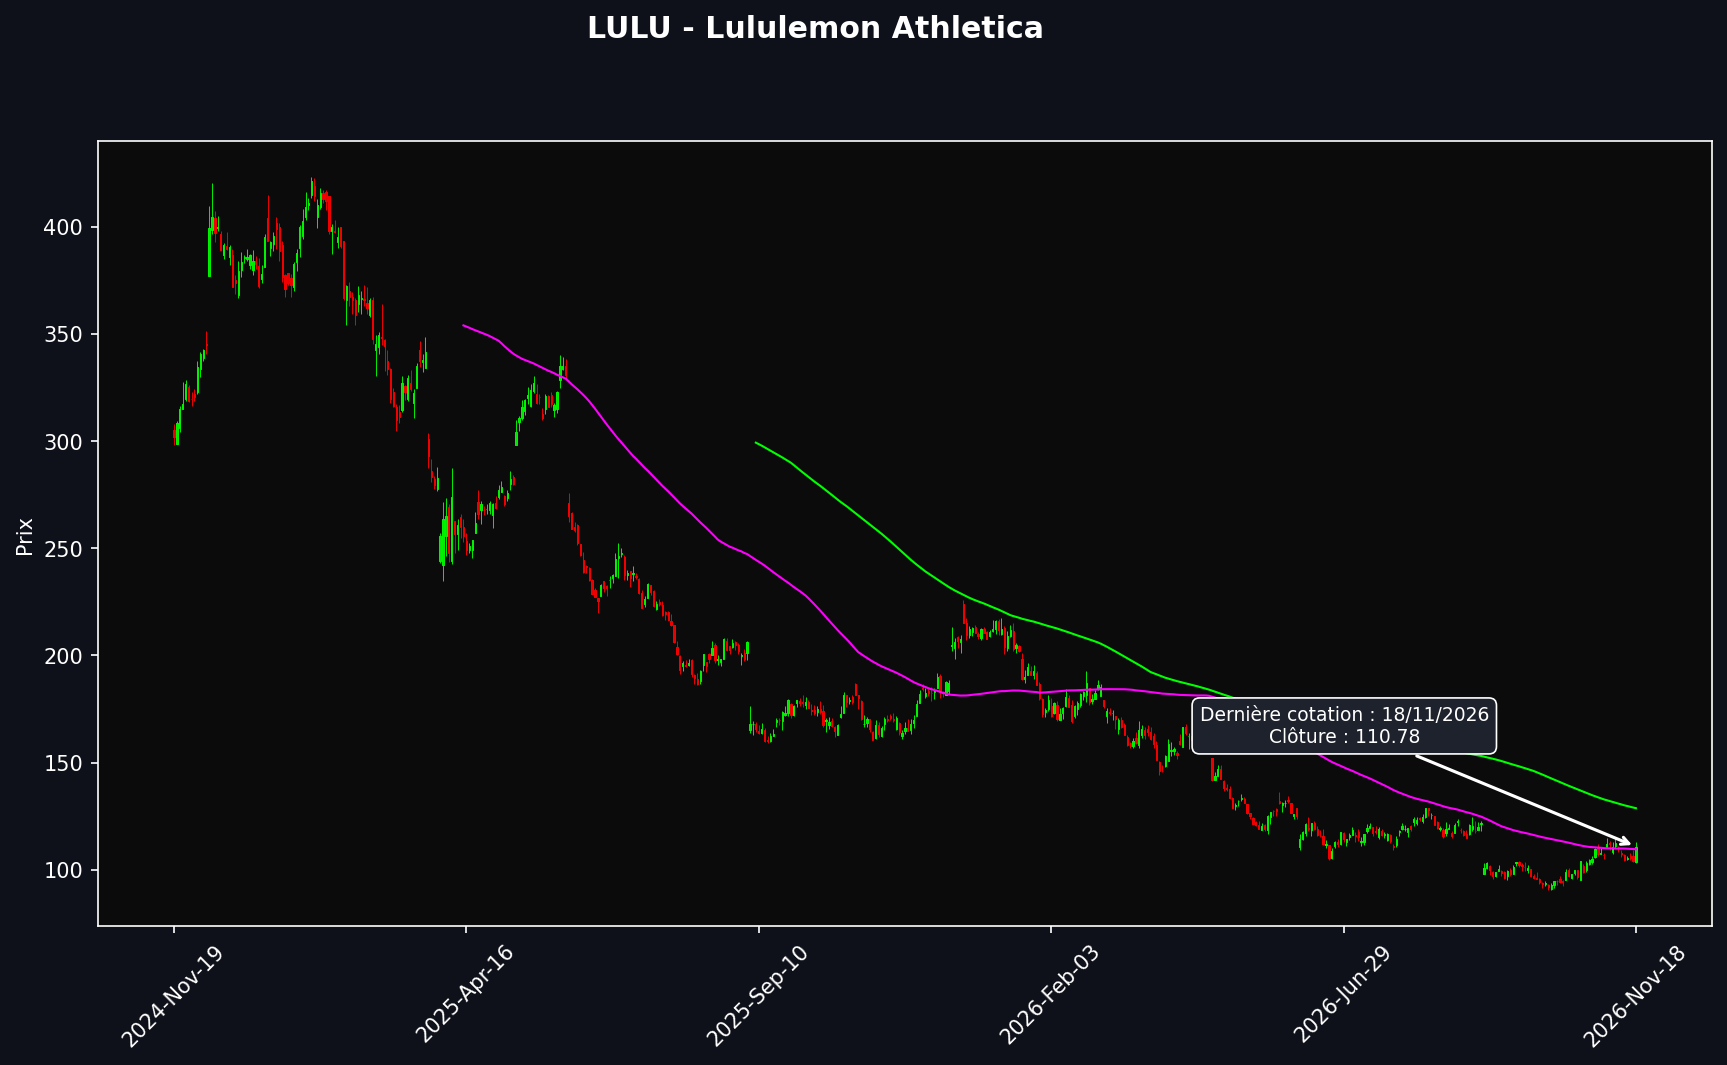 LULU - Lululemon Athletica
Prix
400
350
300
250
200
150
100
Dernière cotation : 18/11/2026
Clôture : 110.78
2024-Nov-19
2025-Apr-16
2025-Sep-10
2026-Feb-03
2026-Jun-29
2026-Nov-18